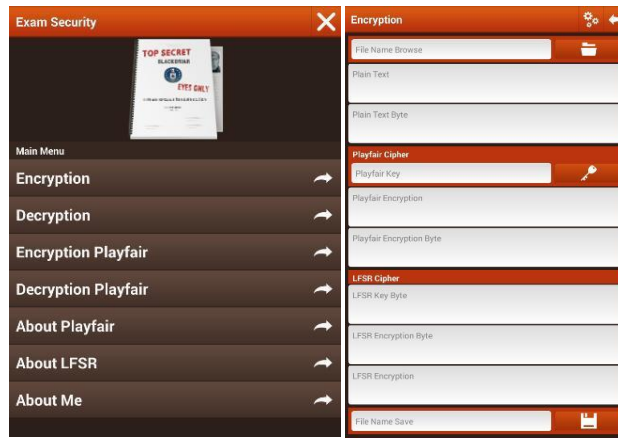 Exam Security
TOP SECRET
EYES ONLY
Main Menu
Encryption
Decryption
Encryption Playfair
Decryption Playfair
About Playfair
About LFSR
About Me
Encryption
File Name Browse
Plain Text
Plain Text Byte
Playfair Cipher
Playfair Key
Playfair Encryption
Playfair Encryption Byte
LFSR Cipher
LFSR Key Byte
LFSR Encryption Byte
LFSR Encryption
File Name Save